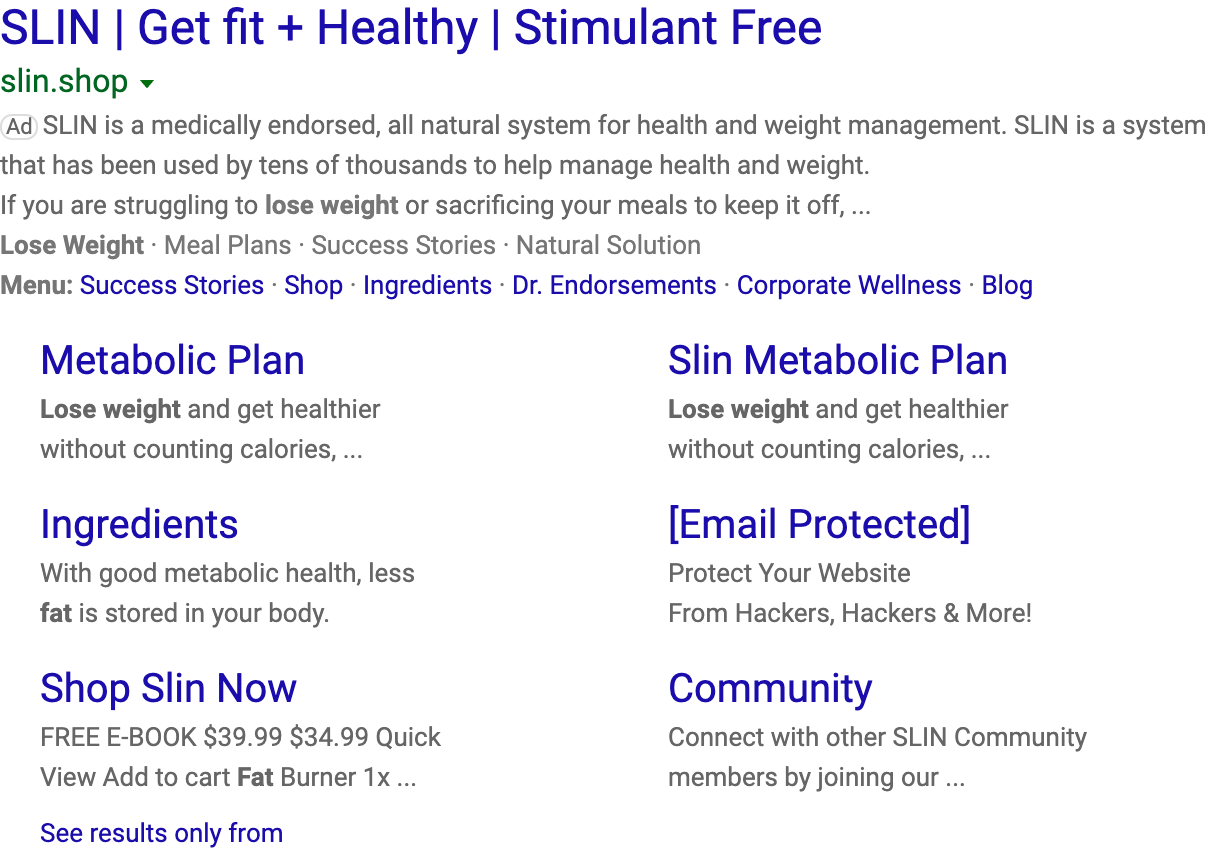 SLIN | Get fit + Healthy | Stimulant Free
slin.shop
Ad SLIN is a medically endorsed, all natural system for health and weight management. SLIN is a system
that has been used by tens of thousands to help manage health and weight.
If you are struggling to lose weight or sacrificing your meals to keep it off, ...
Lose Weight · Meal Plans · Success Stories · Natural Solution
Menu: Success Stories · Shop · Ingredients · Dr. Endorsements · Corporate Wellness · Blog
Metabolic Plan
Lose weight and get healthier
without counting calories, ...
Slin Metabolic Plan
Lose weight and get healthier
without counting calories, ...
Ingredients
With good metabolic health, less
fat is stored in your body.
[Email Protected]
Protect Your Website
From Hackers, Hackers & More!
Shop Slin Now
FREE E-BOOK $39.99 $34.99 Quick
View Add to cart Fat Burner 1x ...
Community
Connect with other SLIN Community
members by joining our ...
See results only from